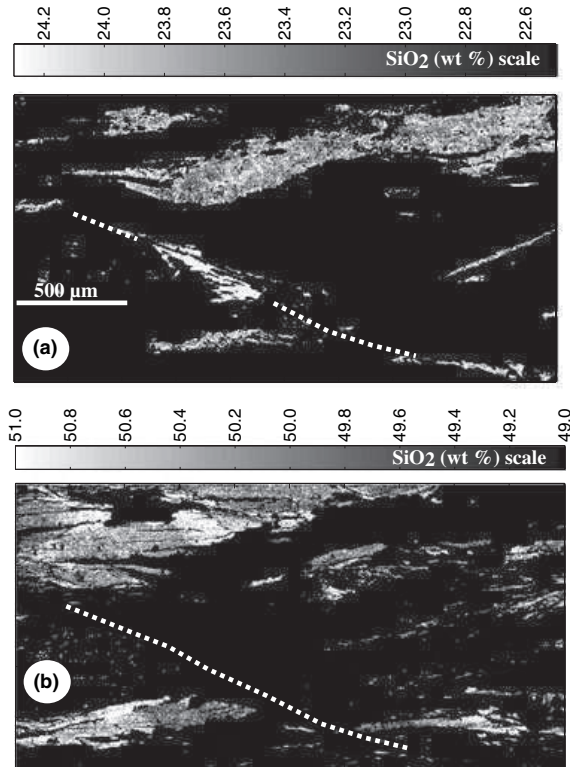 24.2 24.0 23.8 23.6 23.4 23.2 23.0 22.8 22.6
SiO2 (wt %) scale
500 µm
(a)
51.0 50.8 50.6 50.4 50.2 50.0 49.8 49.6 49.4 49.2 49.0
SiO2 (wt %) scale
(b)